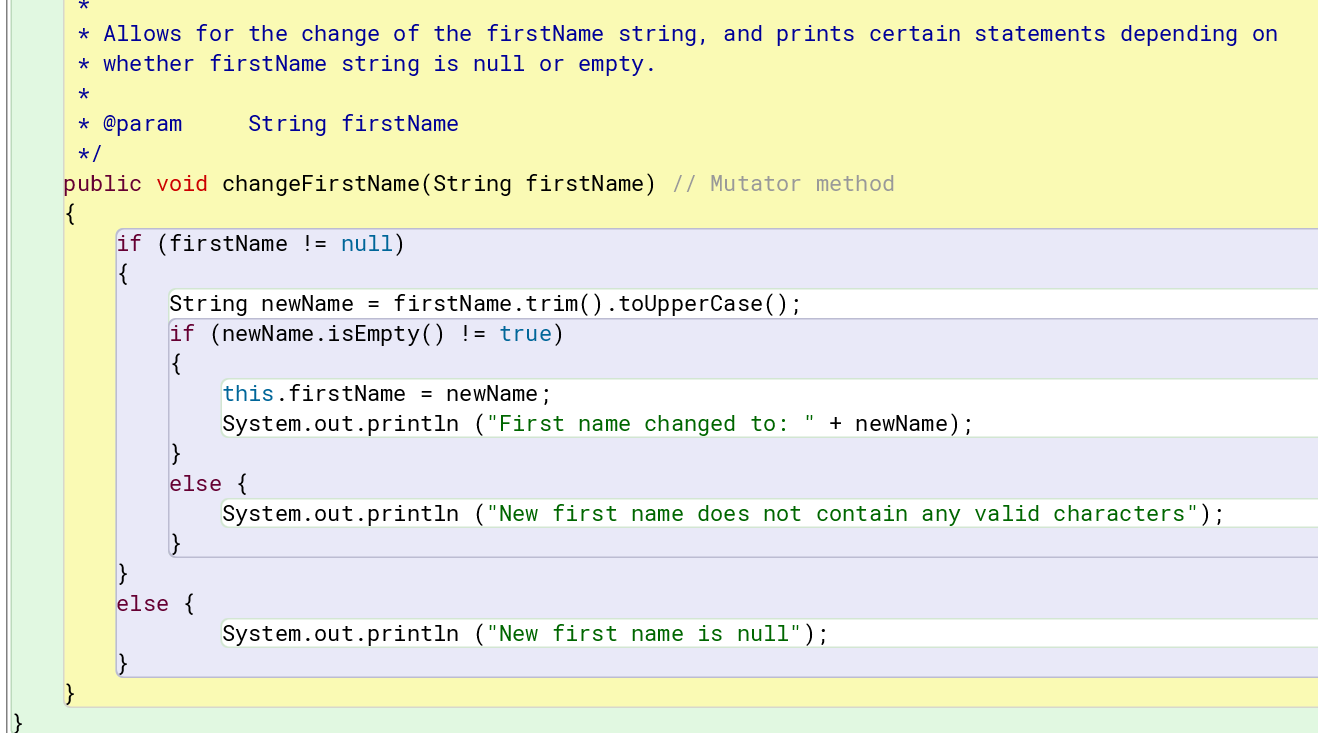 *
* Allows for the change of the firstName string, and prints certain statements depending on
* whether firstName string is null or empty.
*
* @param     String firstName
*/
public void changeFirstName(String firstName) // Mutator method
{
if (firstName != null)
{
String newName = firstName.trim().toUpperCase();
if (newName.isEmpty() != true)
{
this.firstName = newName;
System.out.println ("First name changed to: " + newName);
}
else {
System.out.println ("New first name does not contain any valid characters");
}
}
else {
System.out.println ("New first name is null");
}
}
}